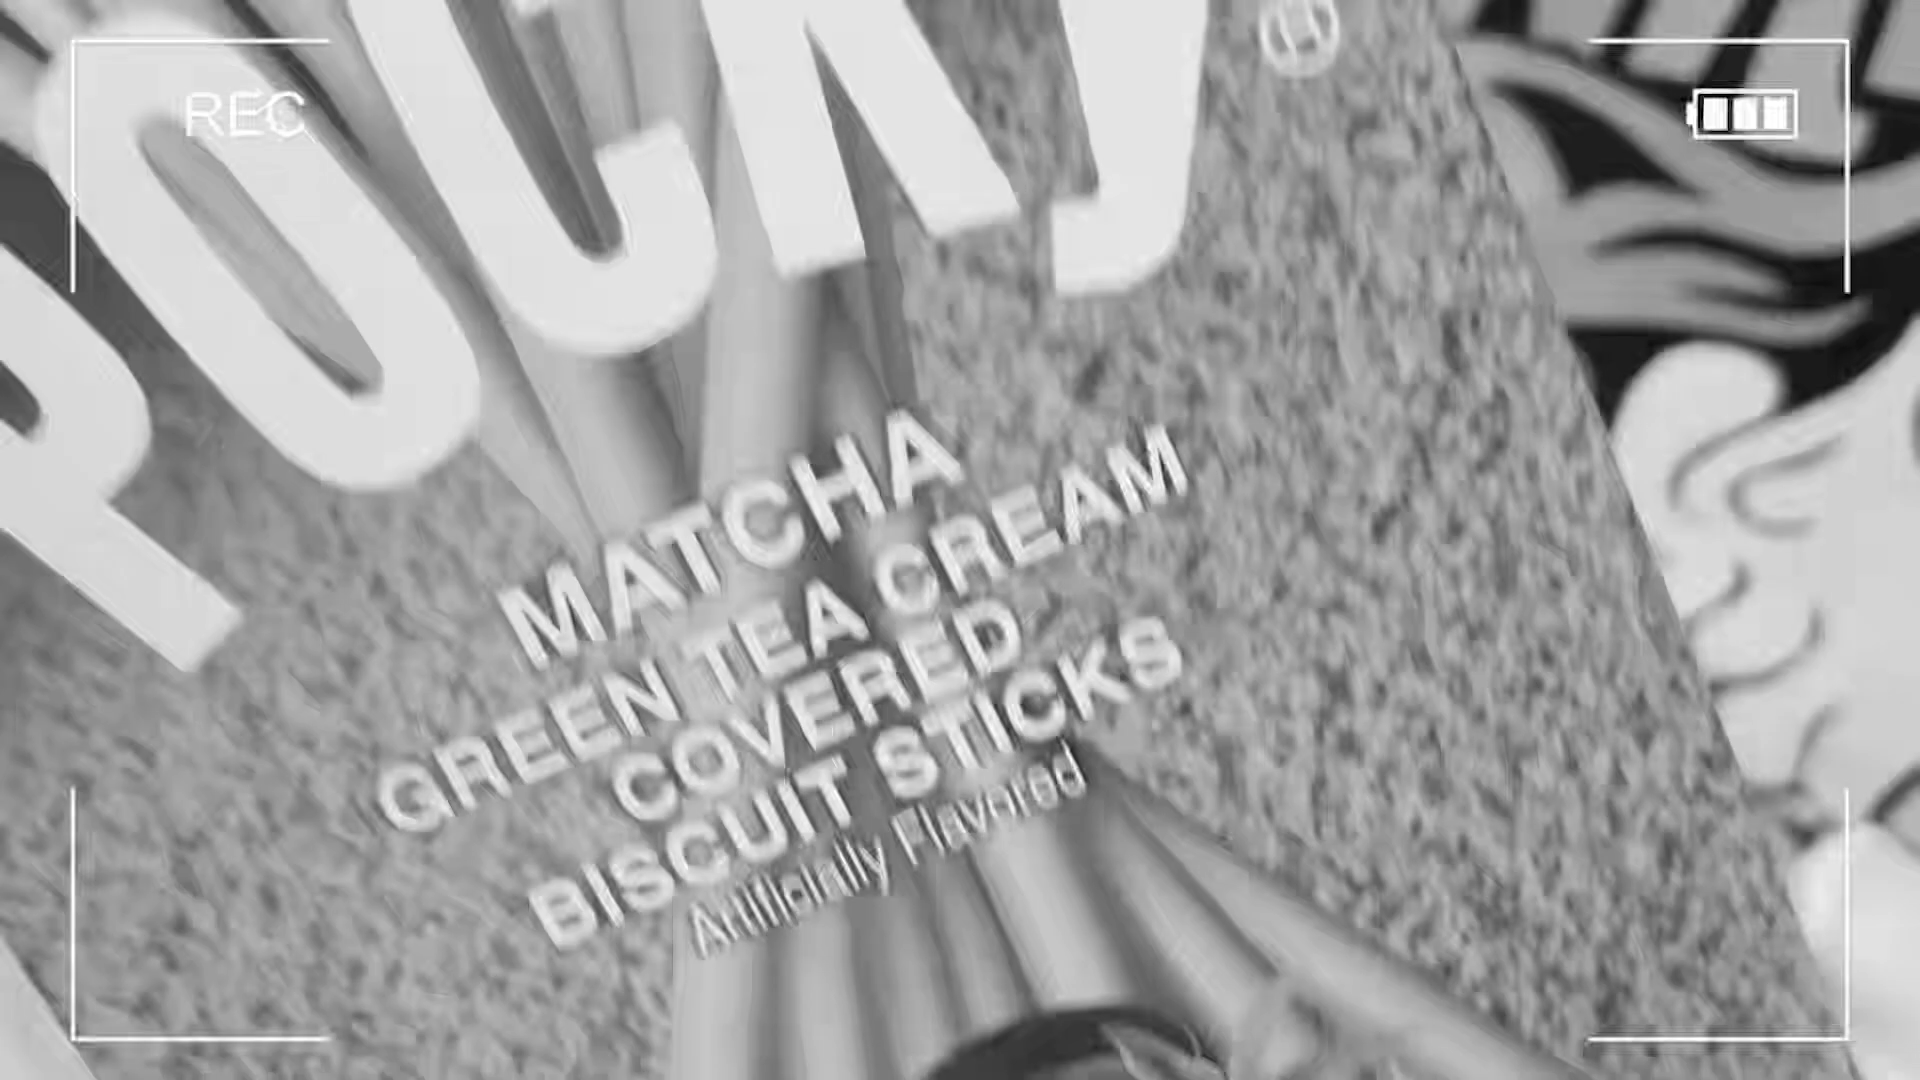 REC
POCKY
MATCHA
GREEN TEA CREAM
COVERED
BISCUIT STICKS
Artificially Flavored